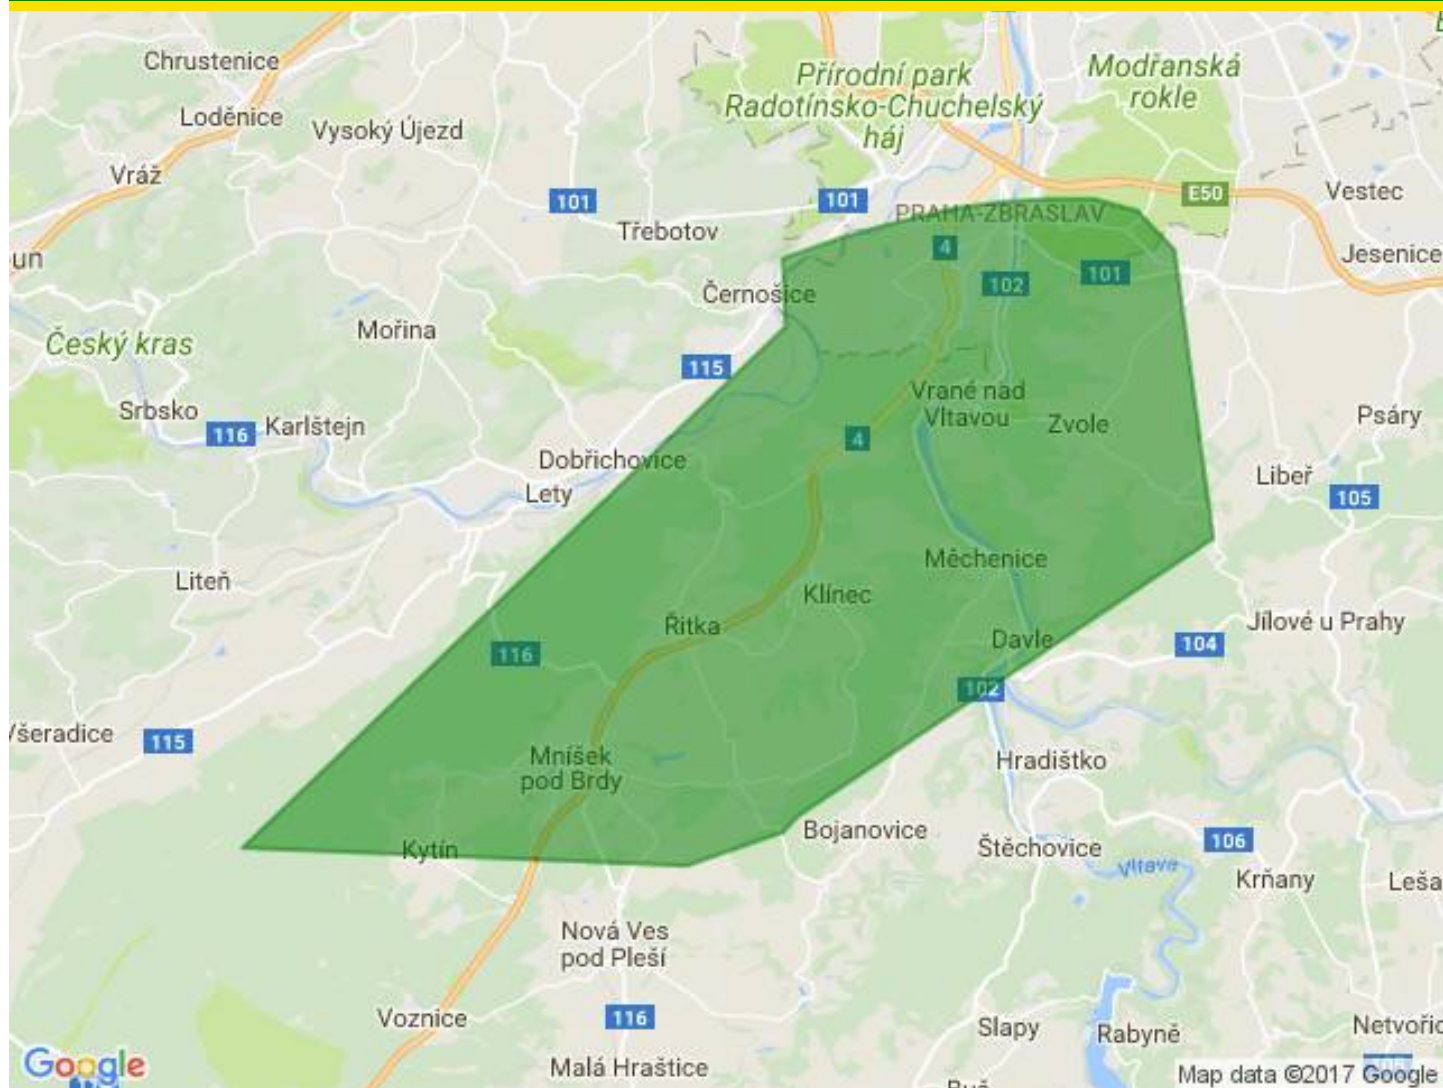 Chrustenice
Přírodní park
Radotínsko-Chuchelský
háj
Modřanská
rokle
Loděnice
Vysoký Újezd
Vráž
101
101
E50
Vestec
Třebotov
PRAHA-ZBRASLAV
4
102
101
Jesenice
un
Černošice
Český kras
Mořina
115
Vrané nad
Vltavou
Zvole
Psáry
Srbsko
116
Karlštejn
4
Dobřichovice
Lety
Libeř
105
Měchenice
Liteň
Klínec
Řitka
Jílové u Prahy
116
Davle
104
102
Všeradice
115
Mníšek
pod Brdy
Hradištko
Kytín
Bojanovice
Štěchovice
106
Vltava
Krňany
Leša
Nová Ves
pod Pleší
Voznice
116
Slapy
Rabyně
Netvořic
Malá Hraštice
Google
Map data ©2017 Google